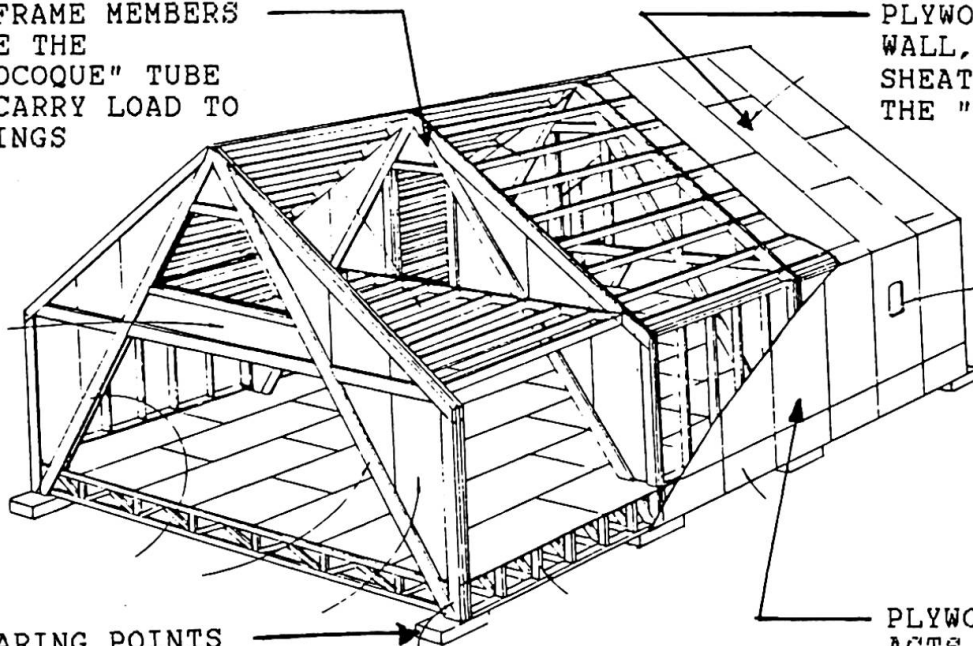 FRAME MEMBERS
E THE
OCOQUE" TUBE
CARRY LOAD TO
INGS
PLYWO
WALL,
SHEAT
THE "
ARING POINTS
PLYWO
ACTS